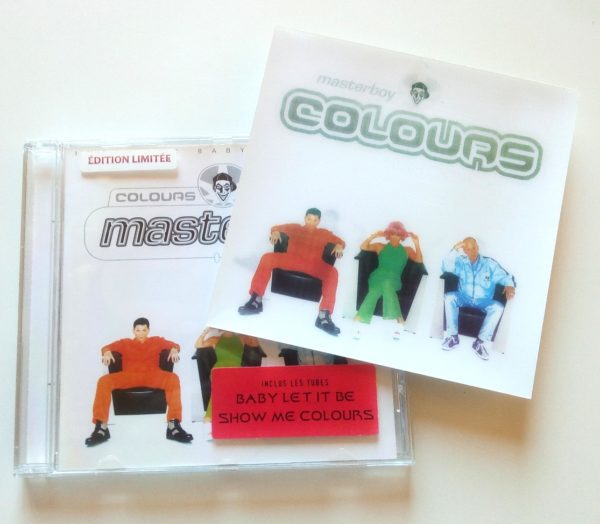 masterboy
COLOURS
BABY
ÉDITION LIMITÉE
COLOURS
maste
INCLUS LES TUBES
BABY LET IT BE
SHOW ME COLOURS